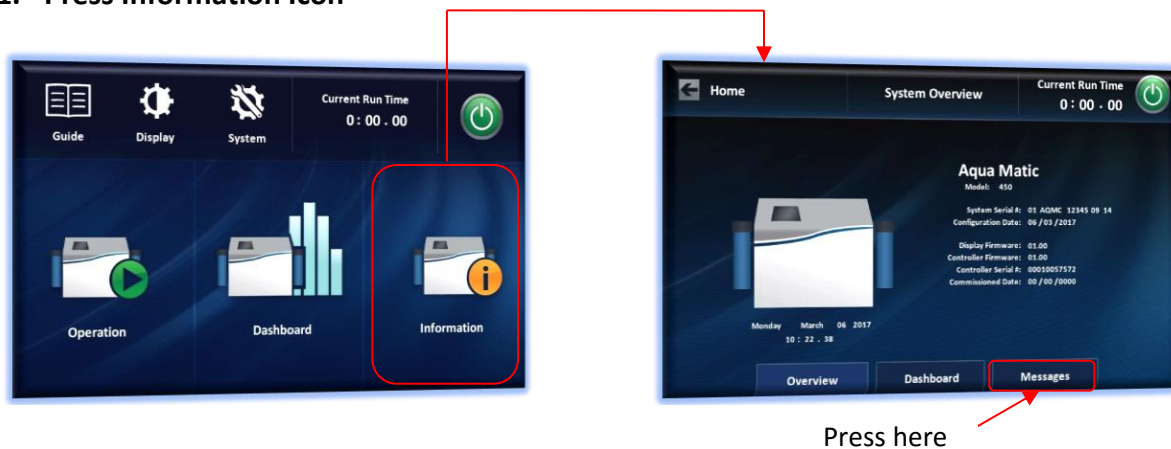 1. Press Information Icon
Current Run Time
0 : 00 . 00
Guide
Display
System
Operation
Dashboard
Information
Home
System Overview
Current Run Time
0 : 00 . 00
Aqua Matic
Model: 450
System Serial #: 01 AQMC 12345 09 14
Configuration Date: 06 /03 /2017
Display Firmware: 01.00
Controller Firmware: 01.00
Controller Serial #: 00010057572
Commissioned Date: 00 /00 /0000
Monday March 06 2017
10 : 22 . 38
Overview
Dashboard
Messages
Press here